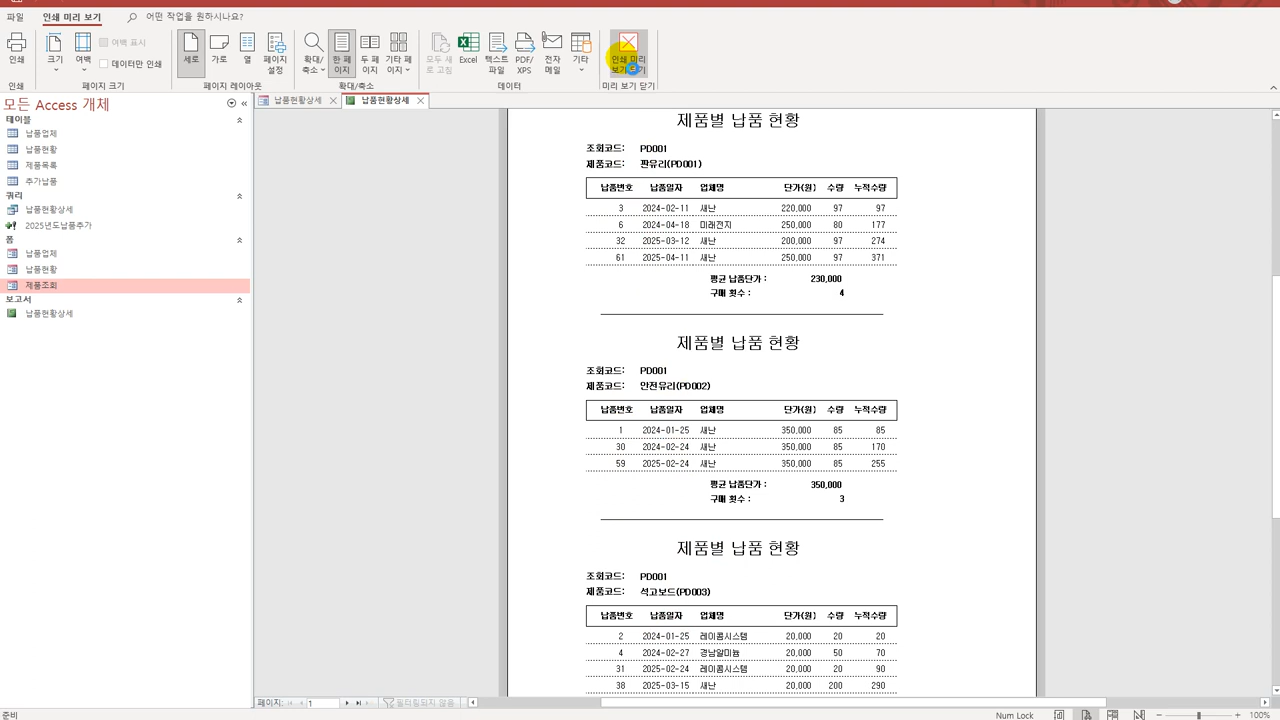 파일 인쇄 미리 보기 어떤 작업을 원하시나요?
인쇄 크기 여백 여백 표시 데이터만 인쇄 세로 가로 열 페이지 설정 확대/축소 한 페이지 두 페이지 기타 페이지 모두 새로 고침 Excel 텍스트 파일 PDF/XPS 전자 메일 기타 인쇄 미리 보기 닫기
인쇄 페이지 크기 페이지 레이아웃 확대/축소 데이터 미리 보기 닫기
모든 Access 개체
테이블
납품업체
납품현황
제품목록
추가납품
쿼리
납품현황상세
2025년도납품추가
폼
납품업체
납품현황
제품조회
보고서
납품현황상세
납품현황상세 납품현황상세
제품별 납품 현황
조회코드: PD001
제품코드: 판유리(PD001)
납품번호 납품일자 업체명 단가(원) 수량 누적수량
3 2024-02-11 새난 220,000 97 97
6 2024-04-18 미래전지 250,000 80 177
32 2025-03-12 새난 200,000 97 274
61 2025-04-11 새난 250,000 97 371
평균 납품단가 : 230,000
구매 횟수 : 4
제품별 납품 현황
조회코드: PD001
제품코드: 안전유리(PD002)
납품번호 납품일자 업체명 단가(원) 수량 누적수량
1 2024-01-25 새난 350,000 85 85
30 2024-02-24 새난 350,000 85 170
59 2025-02-24 새난 350,000 85 255
평균 납품단가 : 350,000
구매 횟수 : 3
제품별 납품 현황
조회코드: PD001
제품코드: 석고보드(PD003)
납품번호 납품일자 업체명 단가(원) 수량 누적수량
2 2024-01-25 레이콤시스템 20,000 20 20
4 2024-02-27 경남알미늄 20,000 50 70
31 2025-02-24 레이콤시스템 20,000 20 90
38 2025-03-15 새난 20,000 200 290
페이지: 1 필터링되지 않음
준비 Num Lock 100%